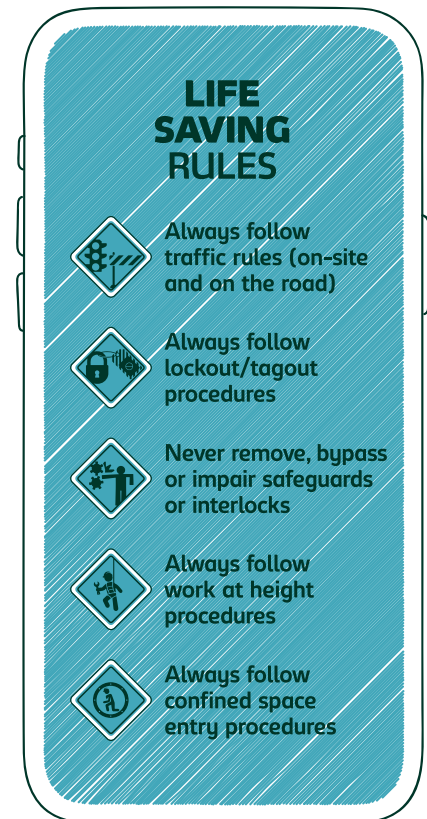 LIFE
SAVING
RULES
Always follow
traffic rules (on-site
and on the road)
Always follow
lockout/tagout
procedures
Never remove, bypass
or impair safeguards
or interlocks
Always follow
work at height
procedures
Always follow
confined space
entry procedures